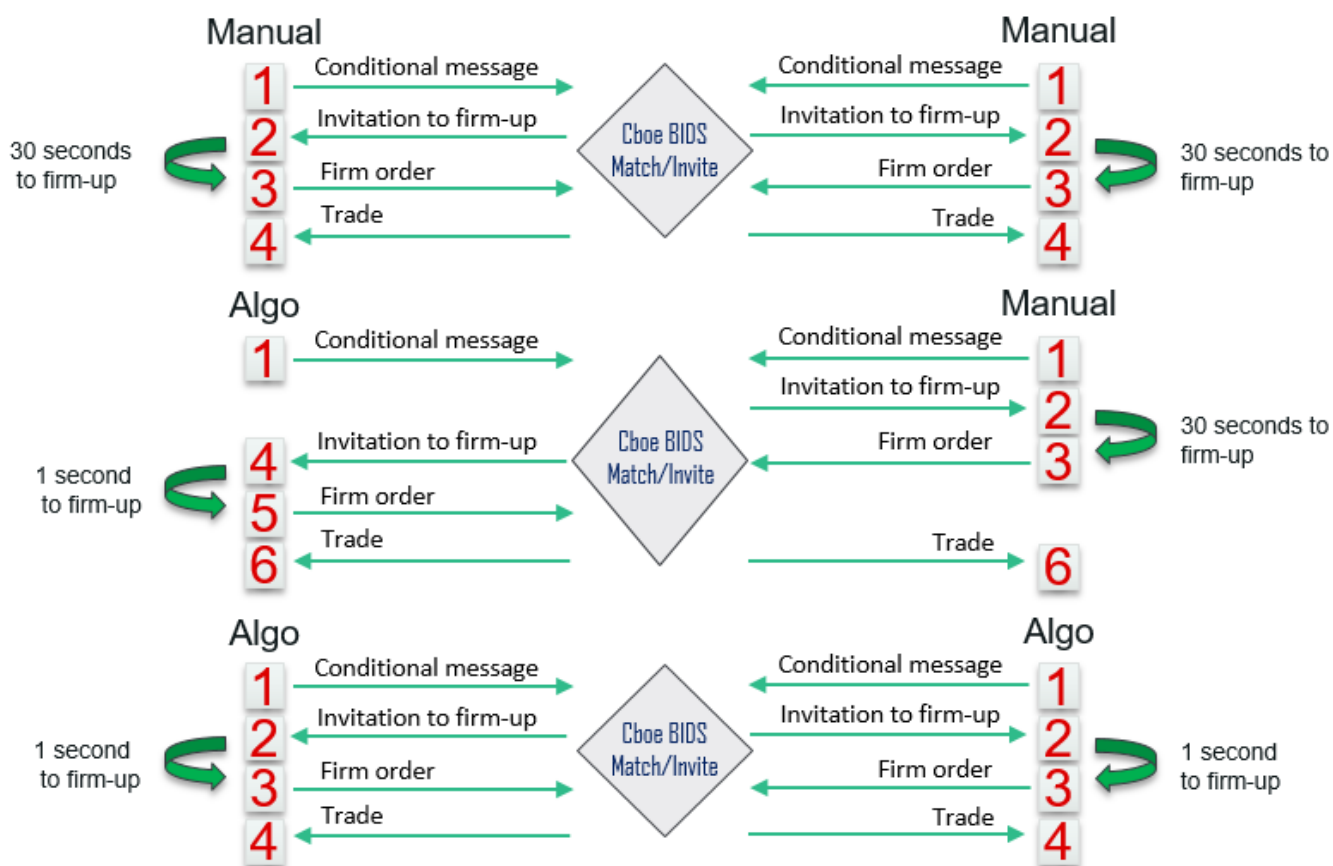 Manual
Manual
1
Conditional message
Conditional message
1
2
Invitation to firm-up
Cboe BIDS
Match/Invite
Invitation to firm-up
2
30 seconds
to firm-up
3
Firm order
Firm order
3
30 seconds to
firm-up
4
Trade
Trade
4
Algo
Manual
1
Conditional message
Conditional message
1
Invitation to firm-up
2
30 seconds to
firm-up
4
Invitation to firm-up
Cboe BIDS
Match/Invite
Firm order
3
1 second
to firm-up
5
Firm order
6
Trade
Trade
6
Algo
Algo
1
Conditional message
Conditional message
1
2
Invitation to firm-up
Cboe BIDS
Match/Invite
Invitation to firm-up
2
1 second
to firm-up
3
Firm order
Firm order
3
1 second
to firm-up
4
Trade
Trade
4